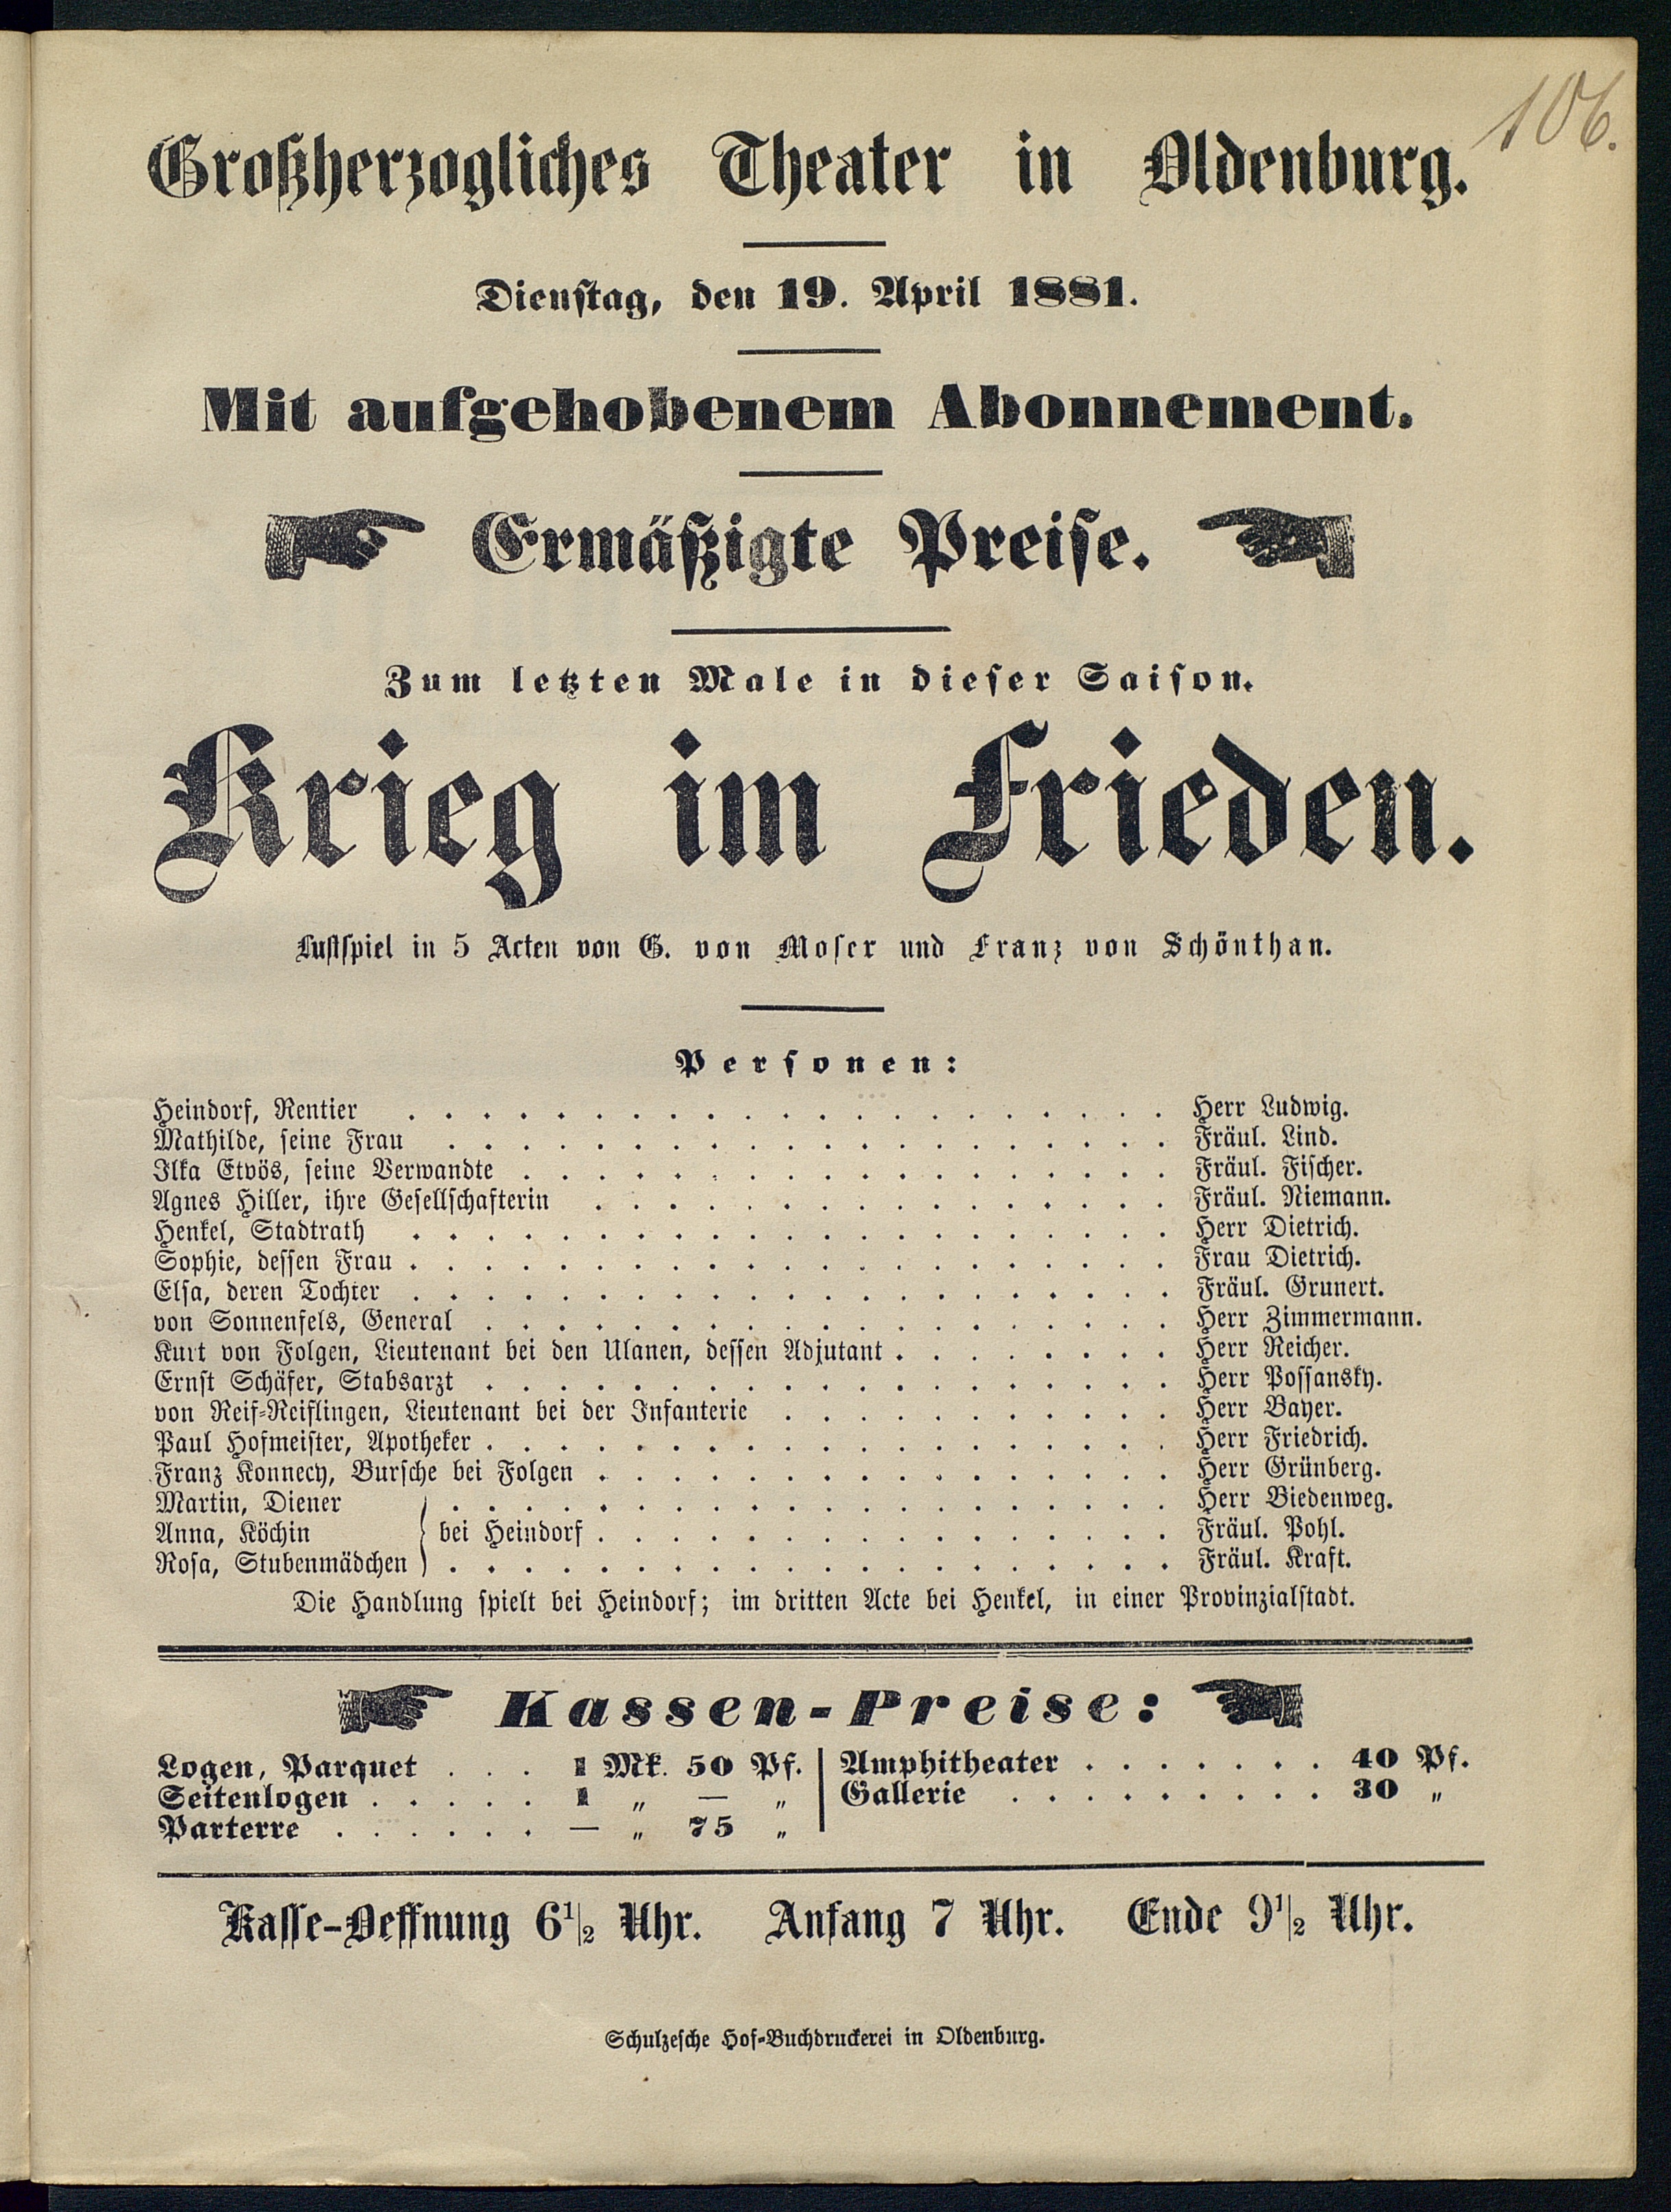 106.
Großherzogliches Theater in Oldenburg.
Dienstag, den 19. April 1881.
Mit aufgehobenem Abonnement.
Ermäßigte Preise.
Zum letzten Male in dieser Saison.
Krieg im Frieden.
Lustspiel in 5 Acten von G. von Moser und Franz von Schönthan.
Personen:
Heindorf, Rentier . . . . . . . . . . . . . . . . . . . . . Herr Ludwig.
Mathilde, seine Frau . . . . . . . . . . . . . . . . . . . . Fräul. Lind.
Ilka Etvös, seine Verwandte . . . . . . . . . . . . . . . . . . Fräul. Fischer.
Agnes Hiller, ihre Gesellschafterin . . . . . . . . . . . . . . . . Fräul. Niemann.
Henkel, Stadtrath . . . . . . . . . . . . . . . . . . . . . Herr Dietrich.
Sophie, dessen Frau . . . . . . . . . . . . . . . . . . . . . Frau Dietrich.
Elsa, deren Tochter . . . . . . . . . . . . . . . . . . . . . Fräul. Grunert.
von Sonnenfels, General . . . . . . . . . . . . . . . . . . . Herr Zimmermann.
Kurt von Folgen, Lieutenant bei den Ulanen, dessen Adjutant . . . . . . . . Herr Reicher.
Ernst Schäfer, Stabsarzt . . . . . . . . . . . . . . . . . . . Herr Possansky.
von Reif-Reiflingen, Lieutenant bei der Infanterie . . . . . . . . . . . Herr Bayer.
Paul Hofmeister, Apotheker . . . . . . . . . . . . . . . . . . . Herr Friedrich.
Franz Konnecy, Bursche bei Folgen . . . . . . . . . . . . . . . . Herr Grünberg.
Martin, Diener . . . . . . . . . . . . . . . . . . . . Herr Biedenweg.
Anna, Köchin } bei Heindorf . . . . . . . . . . . . . . . . Fräul. Pohl.
Rosa, Stubenmädchen . . . . . . . . . . . . . . . . . . . . Fräul. Kraft.
Die Handlung spielt bei Heindorf; im dritten Acte bei Henkel, in einer Provinzialstadt.
Kassen-Preise:
Logen, Parquet . . . 1 Mk. 50 Pf. | Amphitheater . . . . . . . 40 Pf.
Seitenlogen . . . . . 1 „ — „ | Gallerie . . . . . . . . . 30 „
Parterre . . . . . . — „ 75 „
Kasse-Oeffnung 6½ Uhr. Anfang 7 Uhr. Ende 9½ Uhr.
Schulzesche Hof-Buchdruckerei in Oldenburg.